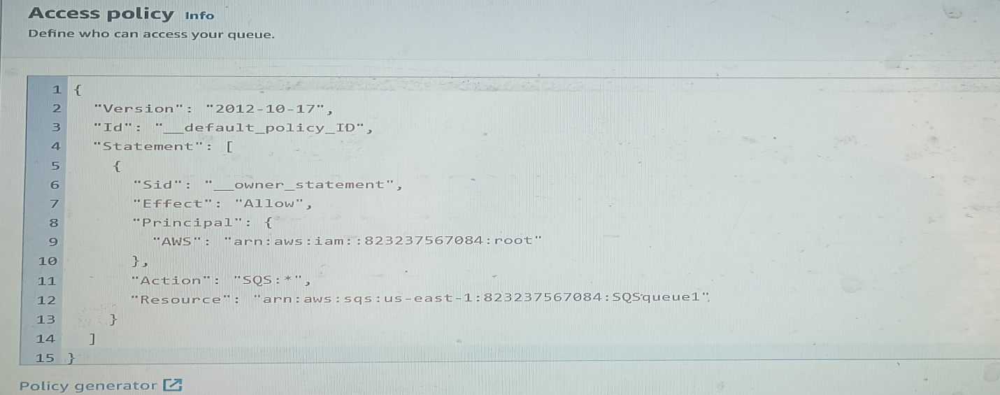 Access policy Info
Define who can access your queue.
1 {
2 "Version": "2012-10-17",
3 "Id": "__default_policy_ID",
4 "Statement": [
5 {
6 "Sid": "__owner_statement",
7 "Effect": "Allow",
8 "Principal": {
9 "AWS": "arn:aws:iam::823237567084:root"
10 },
11 "Action": "SQS:*",
12 "Resource": "arn:aws:sqs:us-east-1:823237567084:SQSqueue1"
13 }
14 ]
15 }
Policy generator